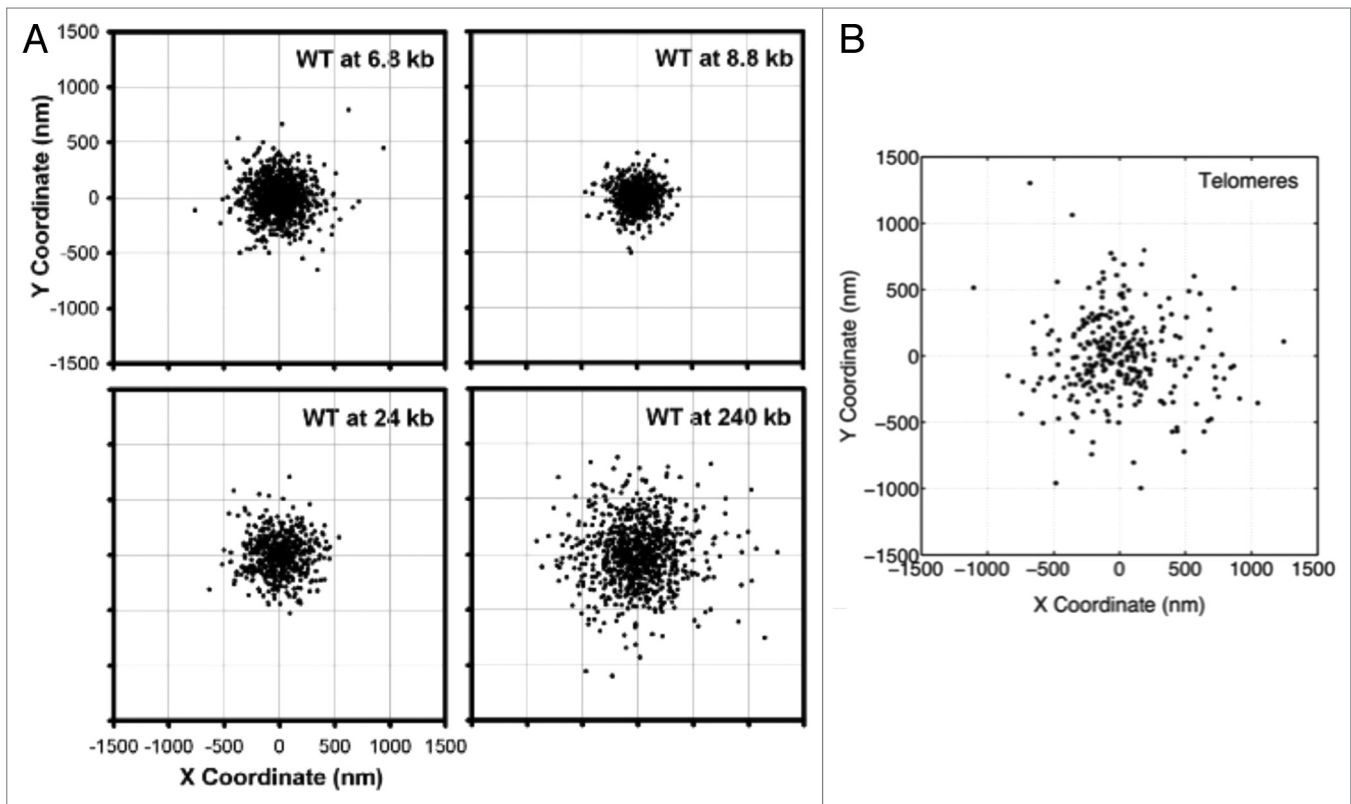 A
WT at 6.8 kb
WT at 8.8 kb
1500
1000
500
0
-500
-1000
-1500
Y Coordinate (nm)
WT at 24 kb
WT at 240 kb
-1500 -1000 -500 0 500 1000 1500
X Coordinate (nm)
B
Telomeres
1500
1000
500
0
−500
−1000
−1500
Y Coordinate (nm)
−1500 −1000 −500 0 500 1000 1500
X Coordinate (nm)